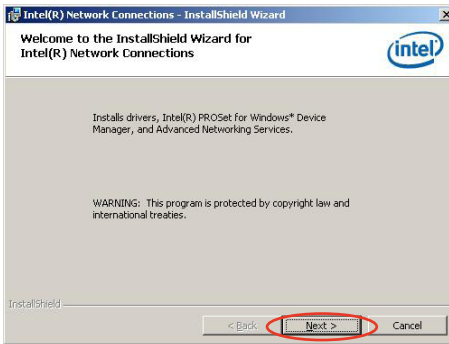 Intel(R) Network Connections - InstallShield Wizard
Welcome to the InstallShield Wizard for
Intel(R) Network Connections
intel
Installs drivers, Intel(R) PROSet for Windows* Device
Manager, and Advanced Networking Services.
WARNING: This program is protected by copyright law and
international treaties.
InstallShield
< Back
Next >
Cancel